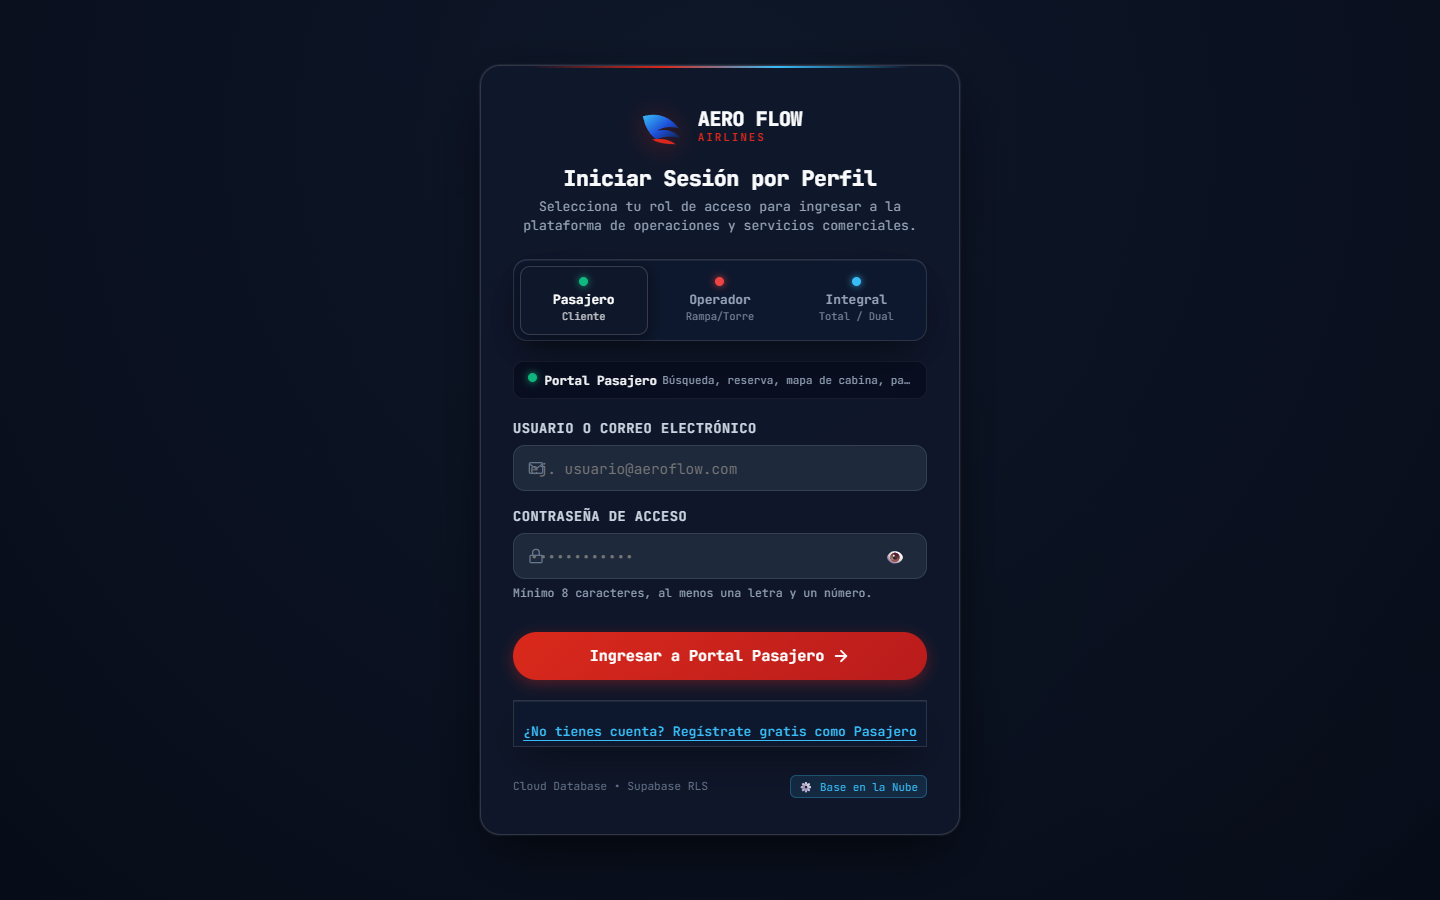 AERO FLOW
AIRLINES
Iniciar Sesión por Perfil
Selecciona tu rol de acceso para ingresar a la
plataforma de operaciones y servicios comerciales.
Pasajero
Cliente
Operador
Rampa/Torre
Integral
Total / Dual
Portal Pasajero Búsqueda, reserva, mapa de cabina, pa…
USUARIO O CORREO ELECTRÓNICO
Ej. usuario@aeroflow.com
CONTRASEÑA DE ACCESO
Mínimo 8 caracteres, al menos una letra y un número.
Ingresar a Portal Pasajero →
¿No tienes cuenta? Regístrate gratis como Pasajero
Cloud Database • Supabase RLS
Base en la Nube